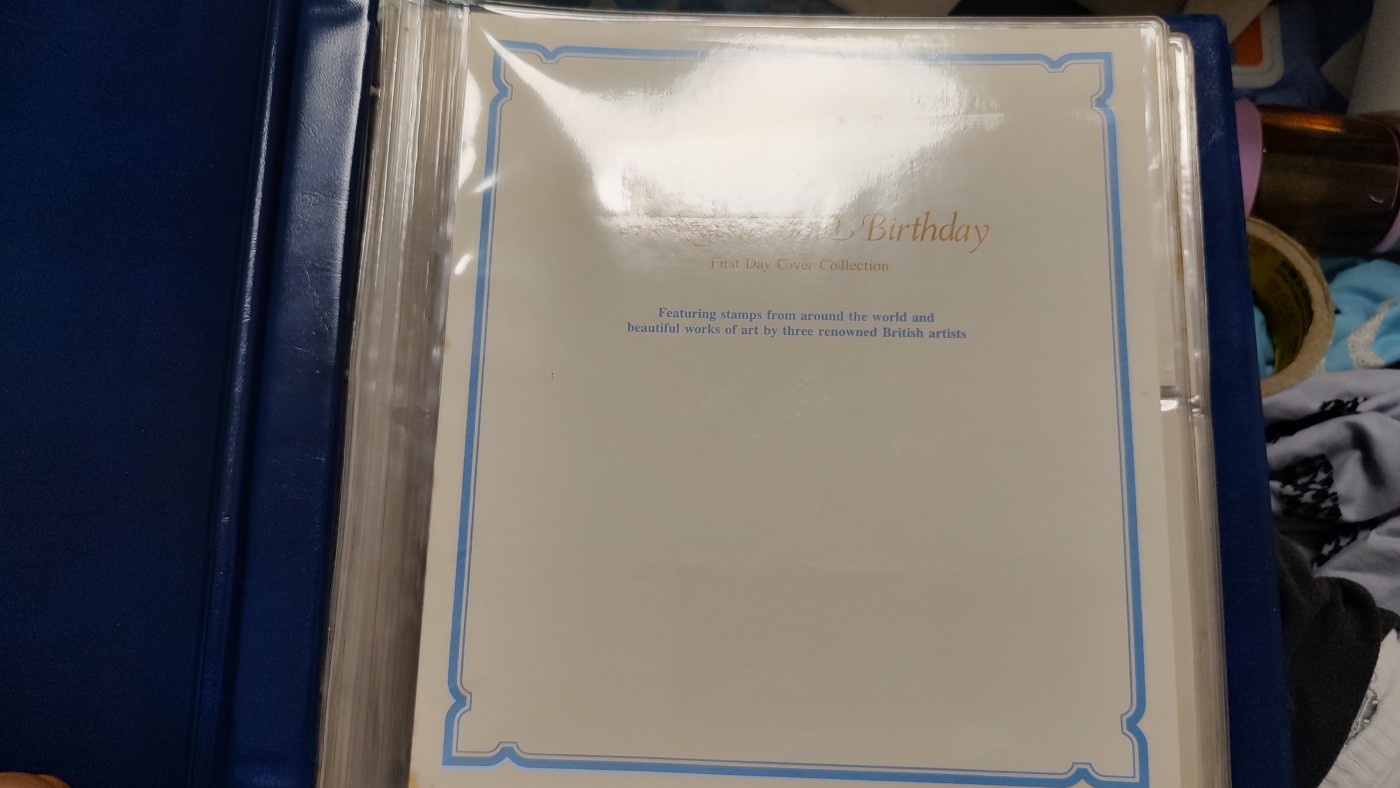 Birthday
First Day Cover Collection
Featuring stamps from around the world and
beautiful works of art by three renowned British artists